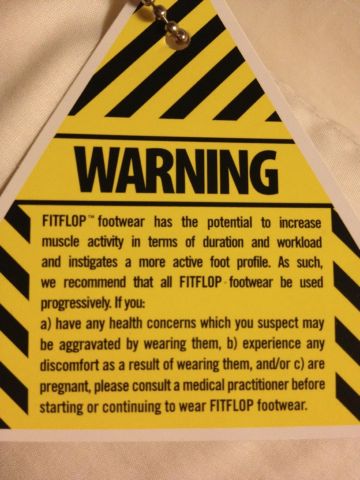 WARNING
FITFLOP™ footwear has the potential to increase
muscle activity in terms of duration and workload
and instigates a more active foot profile. As such,
we recommend that all FITFLOP footwear be used
progressively. If you:
a) have any health concerns which you suspect may
be aggravated by wearing them, b) experience any
discomfort as a result of wearing them, and/or c) are
pregnant, please consult a medical practitioner before
starting or continuing to wear FITFLOP footwear.